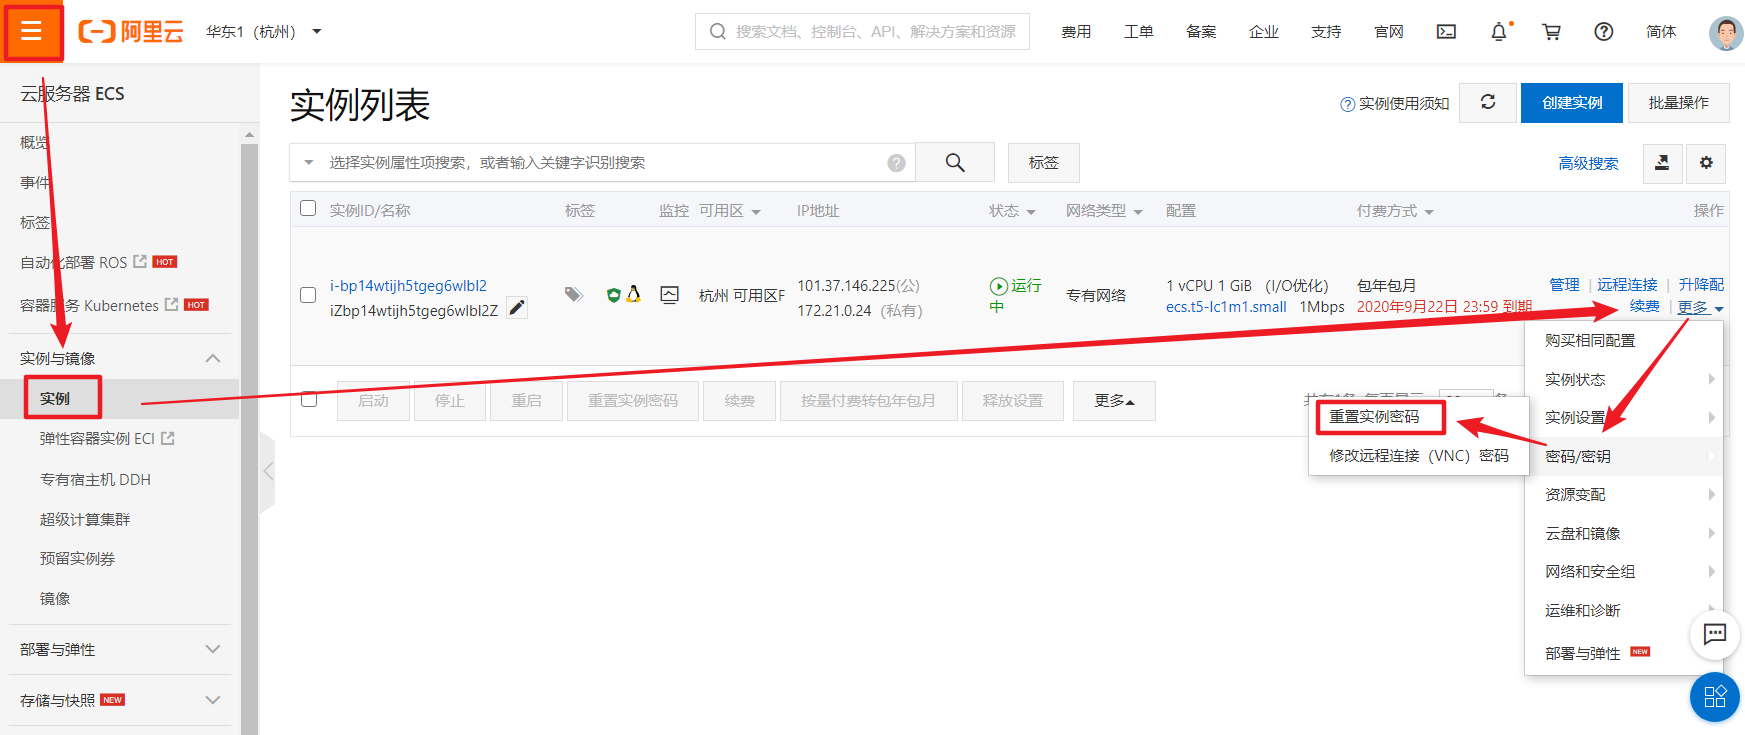 阿里云
华东1（杭州）
搜索文档、控制台、API、解决方案和资源
费用 工单 备案 企业 支持 官网 简体
云服务器 ECS
概览
事件
标签
自动化部署 ROS HOT
容器服务 Kubernetes HOT
实例与镜像
实例
弹性容器实例 ECI
专有宿主机 DDH
超级计算集群
预留实例券
镜像
部署与弹性
存储与快照 NEW
实例列表
实例使用须知 创建实例 批量操作
选择实例属性项搜索，或者输入关键字识别搜索
标签
高级搜索
实例ID/名称 标签 监控 可用区 IP地址 状态 网络类型 配置 付费方式 操作
i-bp14wtijh5tgeg6wlbl2
iZbp14wtijh5tgeg6wlbl2Z
杭州 可用区F
101.37.146.225(公)
172.21.0.24 （私有）
运行
中
专有网络
1 vCPU 1 GiB （I/O优化）
ecs.t5-lc1m1.small 1Mbps
包年包月
2020年9月22日 23:59 到期
管理 | 远程连接 | 升降配
续费 | 更多
启动 停止 重启 重置实例密码 续费 按量付费转包年包月 释放设置 更多
购买相同配置
实例状态
实例设置
密码/密钥
资源变配
云盘和镜像
网络和安全组
运维和诊断
部署与弹性 NEW
重置实例密码
修改远程连接（VNC）密码